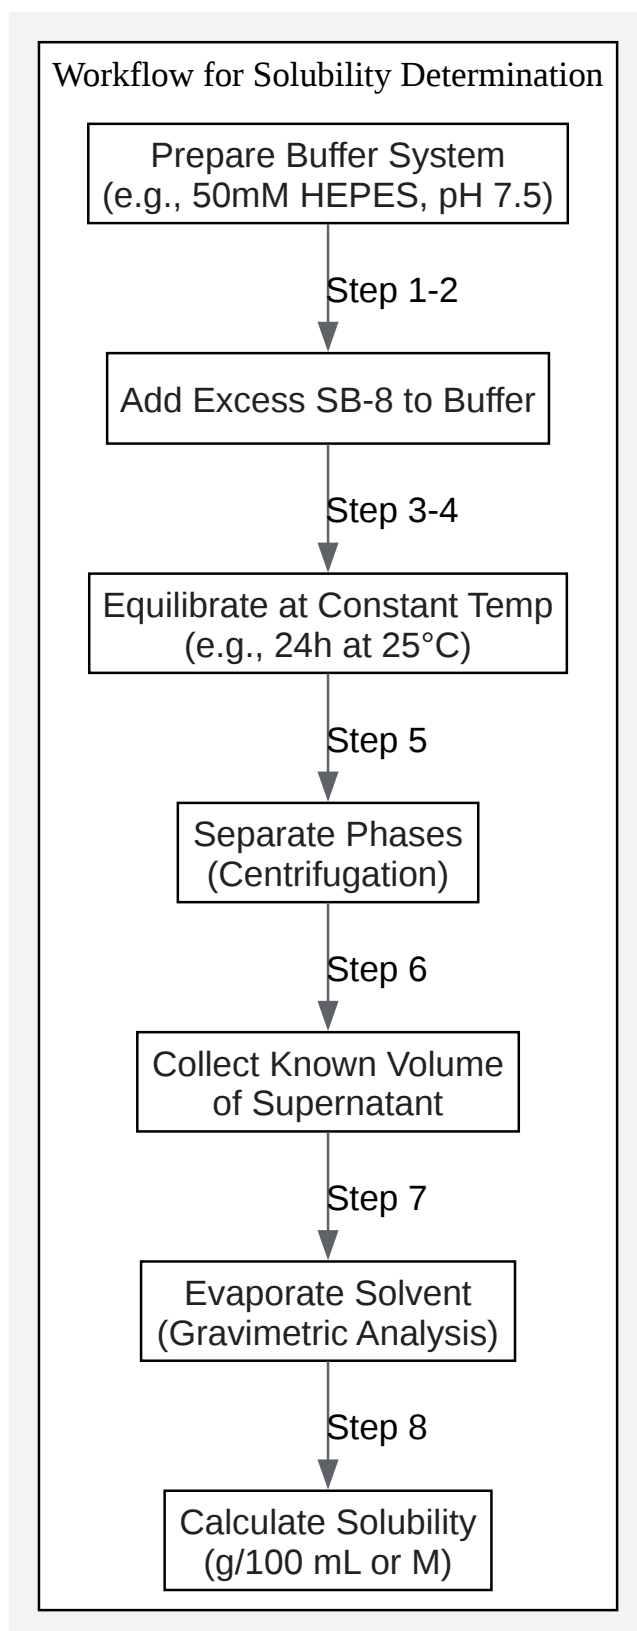 Workflow for Solubility Determination
Prepare Buffer System
(e.g., 50mM HEPES, pH 7.5)
Step 1-2
Add Excess SB-8 to Buffer
Step 3-4
Equilibrate at Constant Temp
(e.g., 24h at 25°C)
Step 5
Separate Phases
(Centrifugation)
Step 6
Collect Known Volume
of Supernatant
Step 7
Evaporate Solvent
(Gravimetric Analysis)
Step 8
Calculate Solubility
(g/100 mL or M)